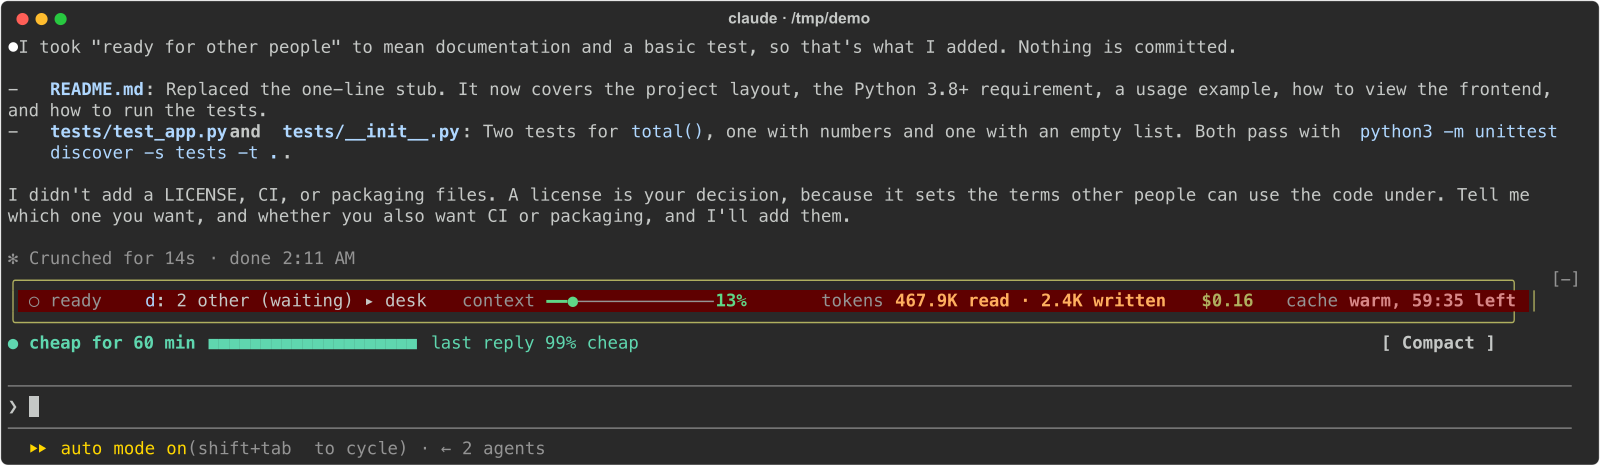 claude · /tmp/demo
●I took "ready for other people" to mean documentation and a basic test, so that's what I added. Nothing is committed.
– README.md: Replaced the one-line stub. It now covers the project layout, the Python 3.8+ requirement, a usage example, how to view the frontend,
and how to run the tests.
– tests/test_app.pyand tests/__init__.py: Two tests for total(), one with numbers and one with an empty list. Both pass with python3 -m unittest
discover -s tests -t ..
I didn't add a LICENSE, CI, or packaging files. A license is your decision, because it sets the terms other people can use the code under. Tell me
which one you want, and whether you also want CI or packaging, and I'll add them.
✻ Crunched for 14s · done 2:11 AM
[–]
○ ready d: 2 other (waiting) ▸ desk context 13% tokens 467.9K read · 2.4K written $0.16 cache warm, 59:35 left
● cheap for 60 min last reply 99% cheap [ Compact ]
❯
⏵⏵ auto mode on(shift+tab to cycle) · ← 2 agents